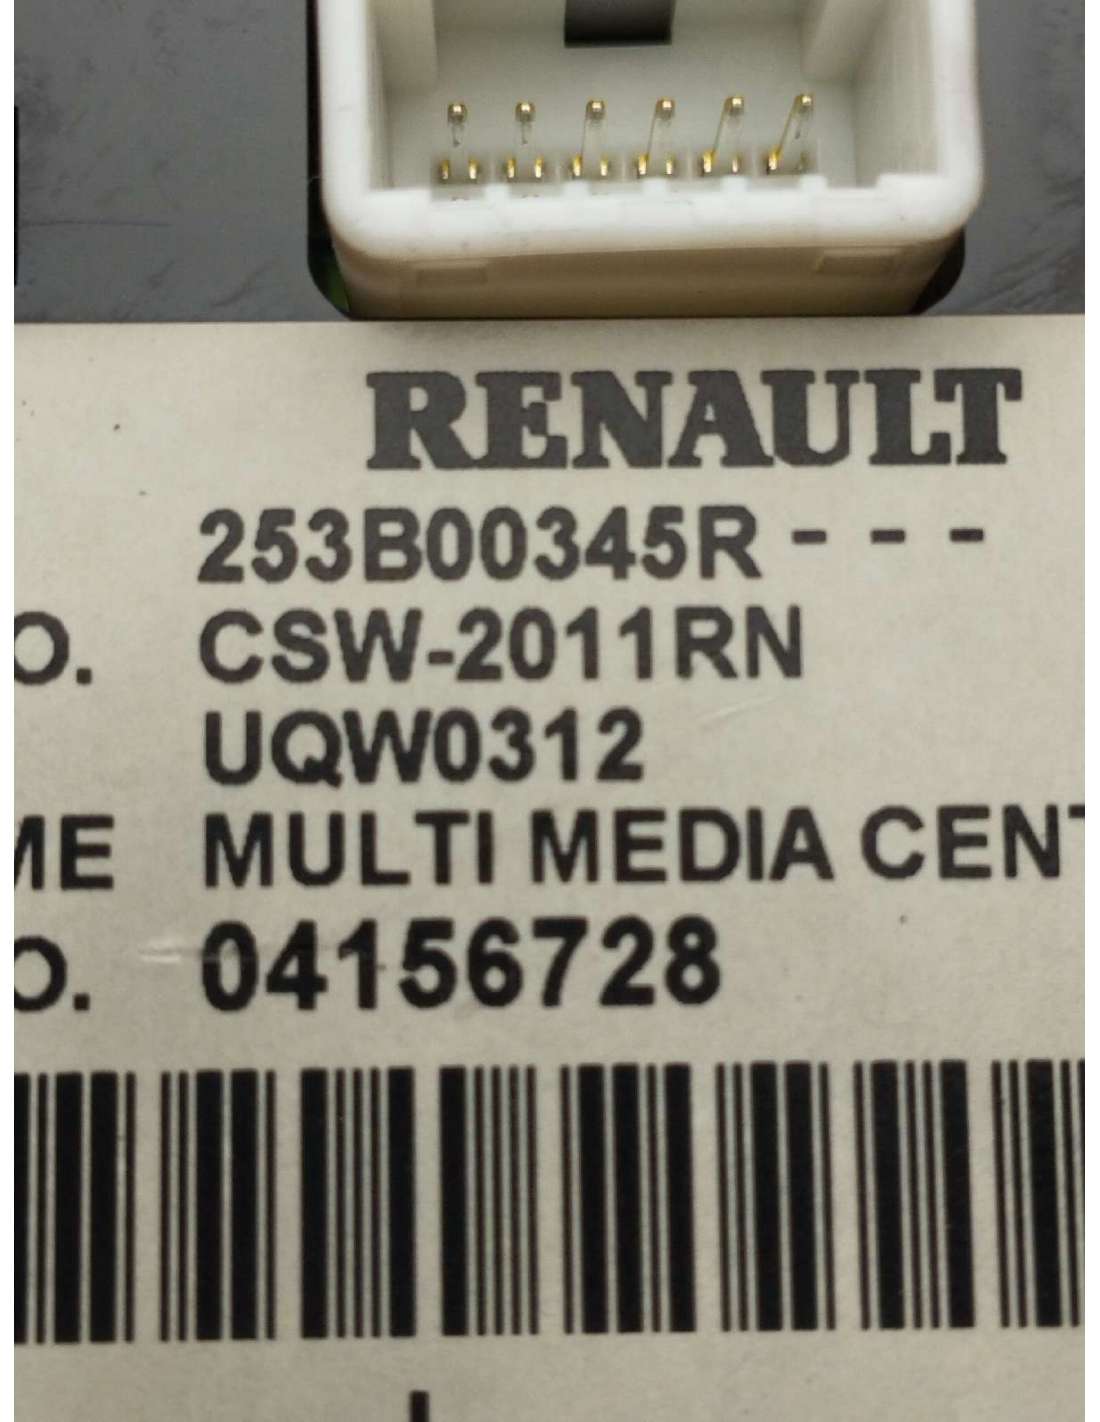 RENAULT
253B00345R - - -
O. CSW-2011RN
UQW0312
ME MULTI MEDIA CENT
O. 04156728